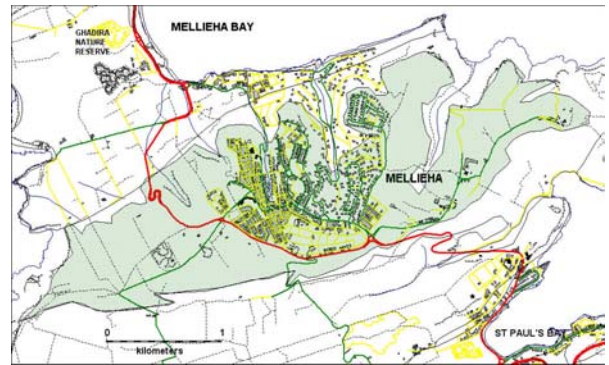 MELLIEHA BAY
GHADIRA
NATURE
RESERVE
MELLIEHA
0 1
kilometers
ST PAUL'S BAY